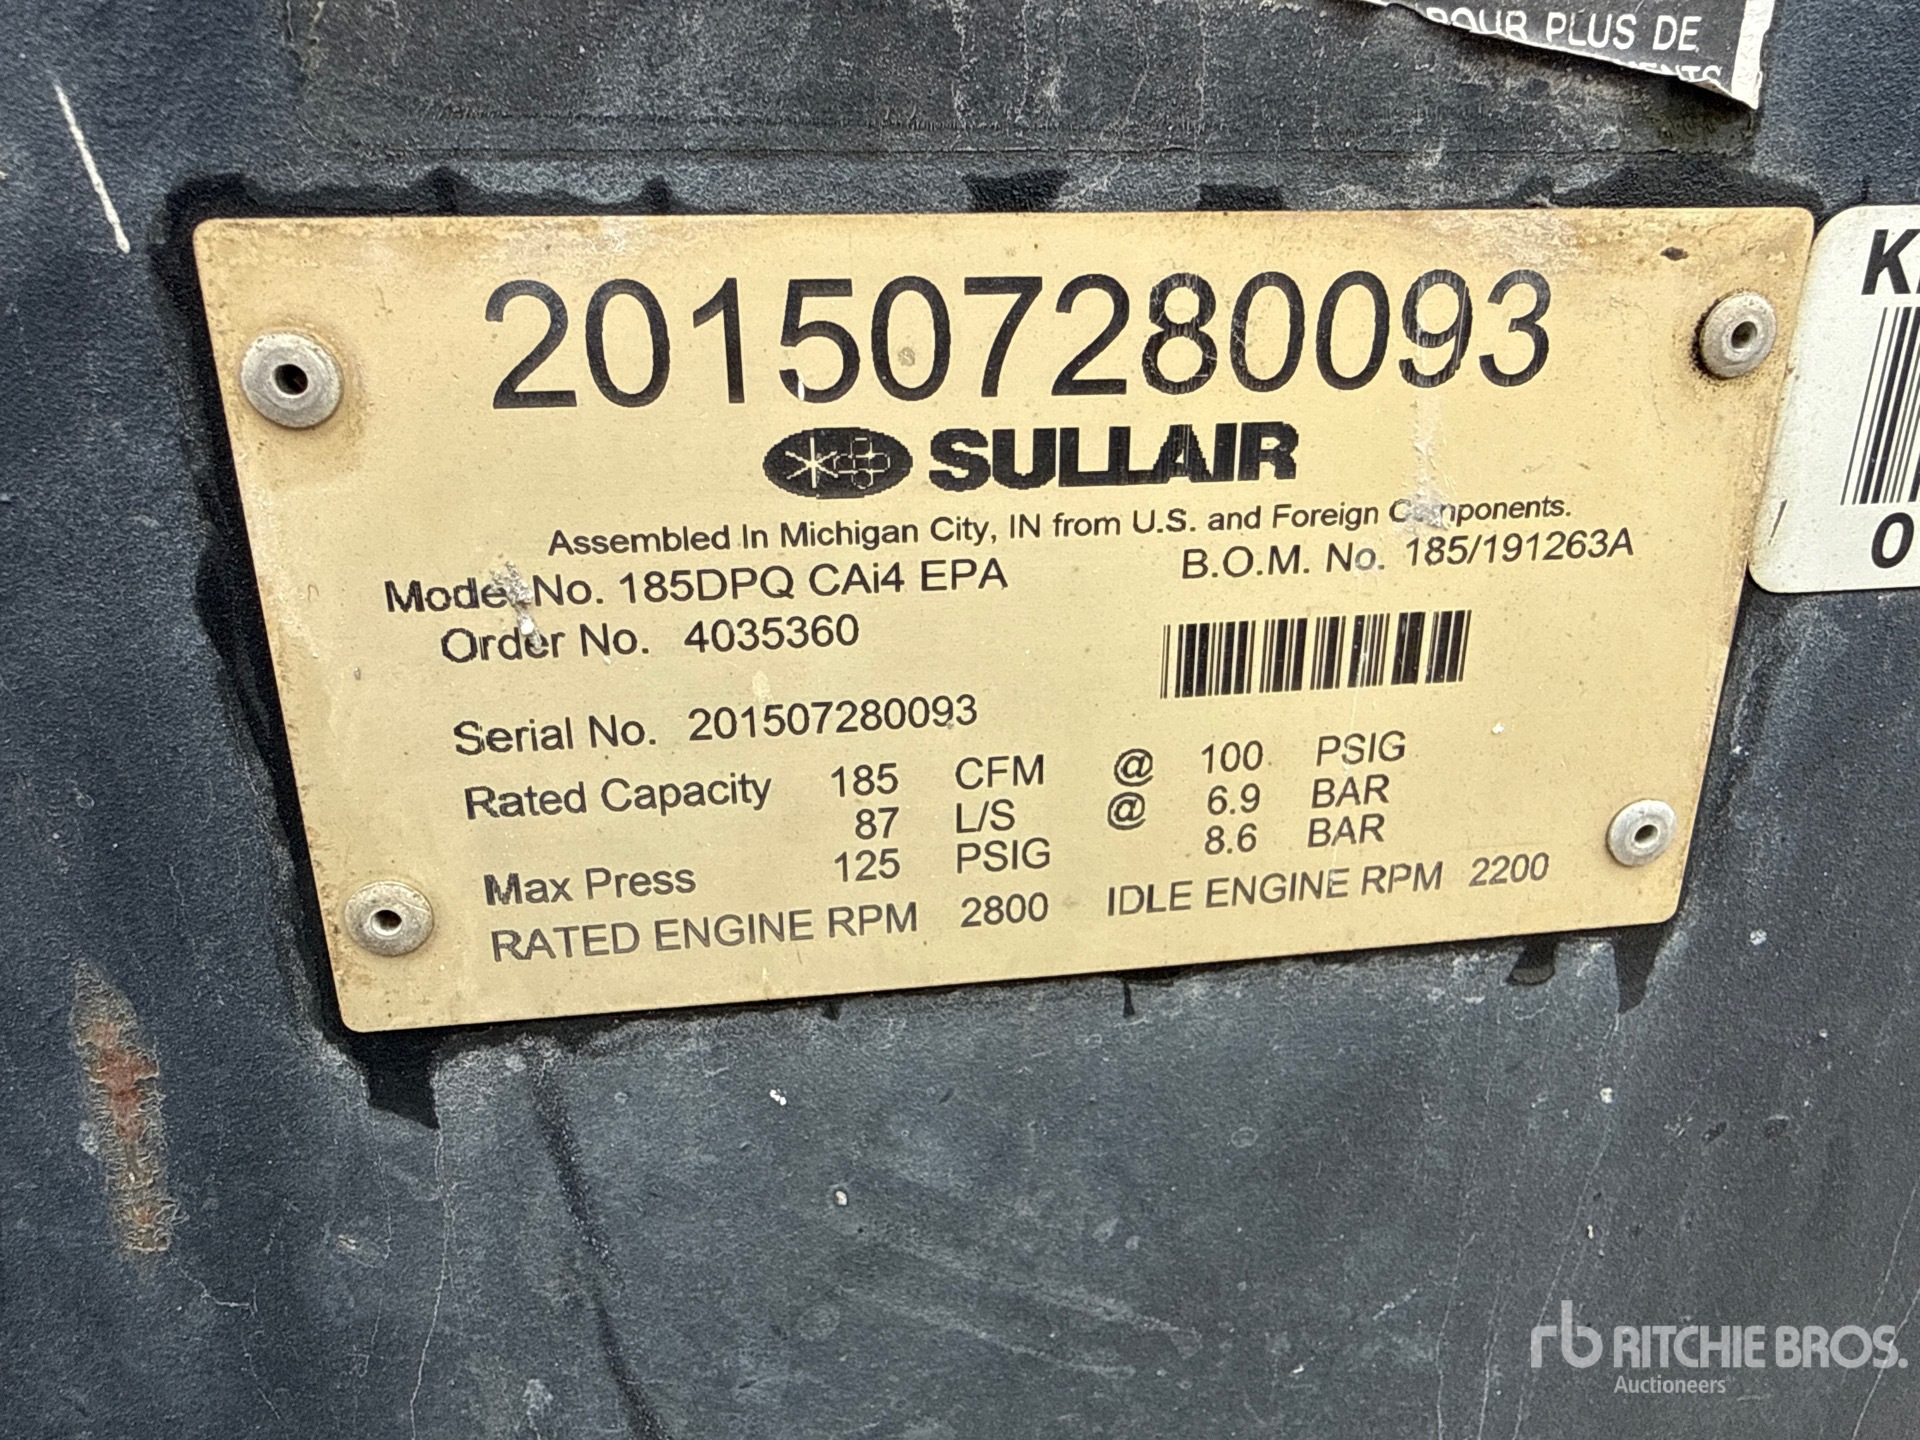 POUR PLUS DE
201507280093
SULLAIR
Assembled In Michigan City, IN from U.S. and Foreign Components.
Model No. 185DPQ CAi4 EPA B.O.M. No. 185/191263A
Order No. 4035360
Serial No. 201507280093
Rated Capacity 185 CFM @ 100 PSIG
87 L/S @ 6.9 BAR
Max Press 125 PSIG 8.6 BAR
RATED ENGINE RPM 2800 IDLE ENGINE RPM 2200
K
0
rb RITCHIE BROS.
Auctioneers